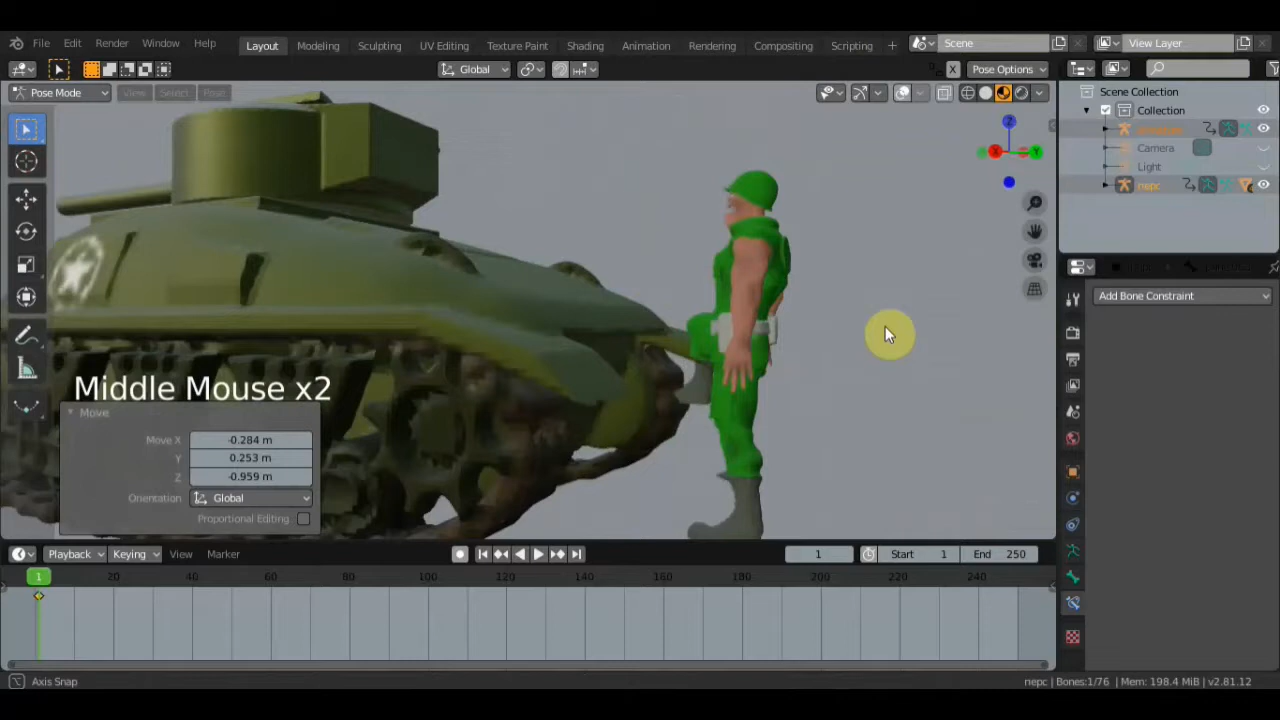 File Edit Render Window Help Layout Modeling Sculpting UV Editing Texture Paint Shading Animation Rendering Compositing Scripting + Scene View Layer
Global X Pose Options
Pose Mode View Select Pose
Scene Collection
Collection
Camera
Light
nepc
Z
X
Y
Add Bone Constraint
Middle Mouse x2
Move
Move X -0.284 m
Y 0.253 m
Z -0.959 m
Orientation Global
Proportional Editing
Playback Keying View Marker 1 Start 1 End 250
1 20 40 60 80 100 120 140 160 180 200 220 240
Axis Snap nepc | Bones:1/76 | Mem: 198.4 MiB | v2.81.12